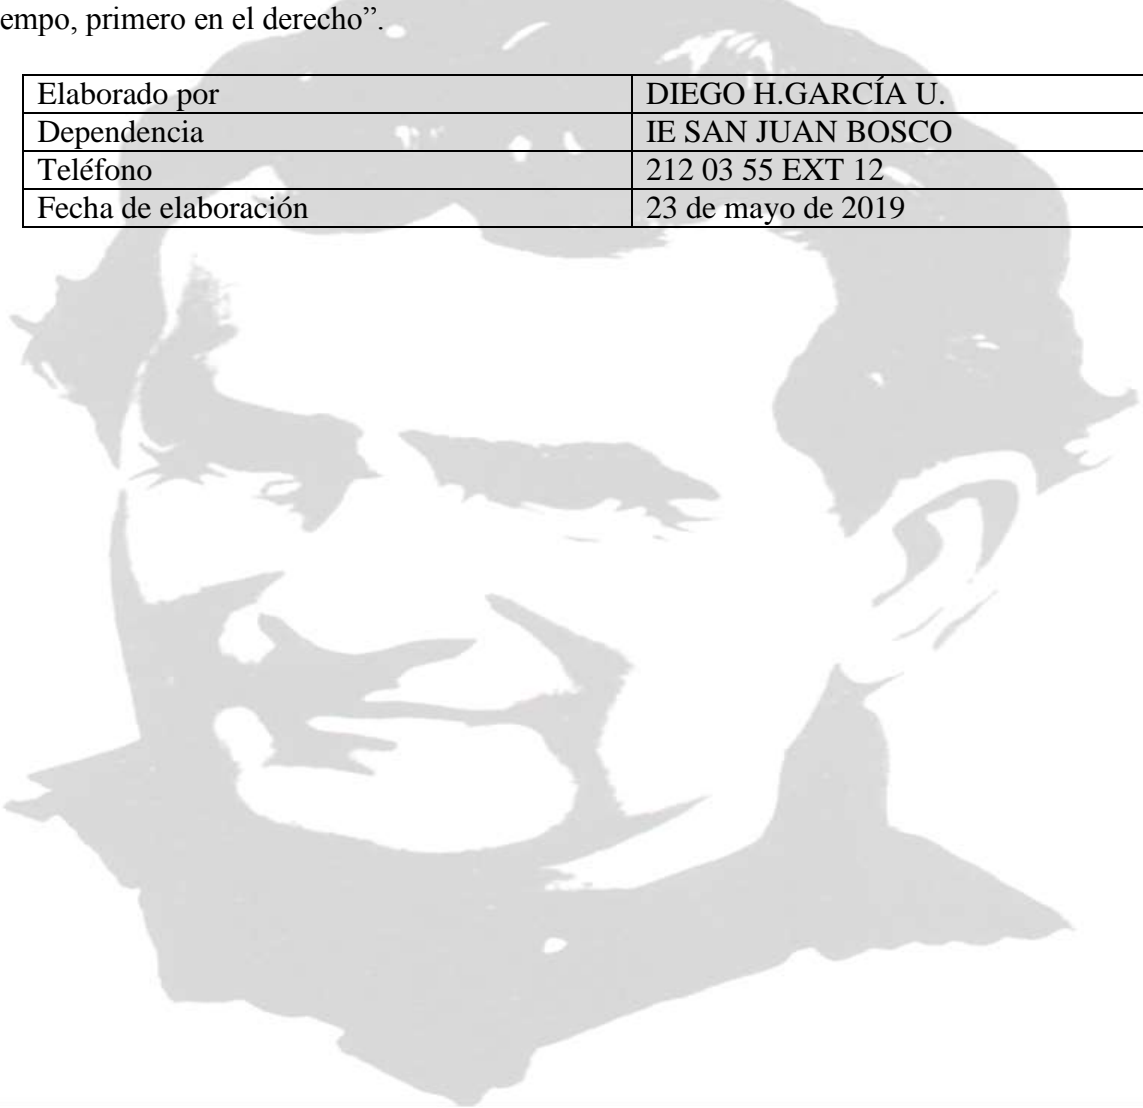 empo, primero en el derecho”.
Elaborado por DIEGO H.GARCÍA U.
Dependencia IE SAN JUAN BOSCO
Teléfono 212 03 55 EXT 12
Fecha de elaboración 23 de mayo de 2019